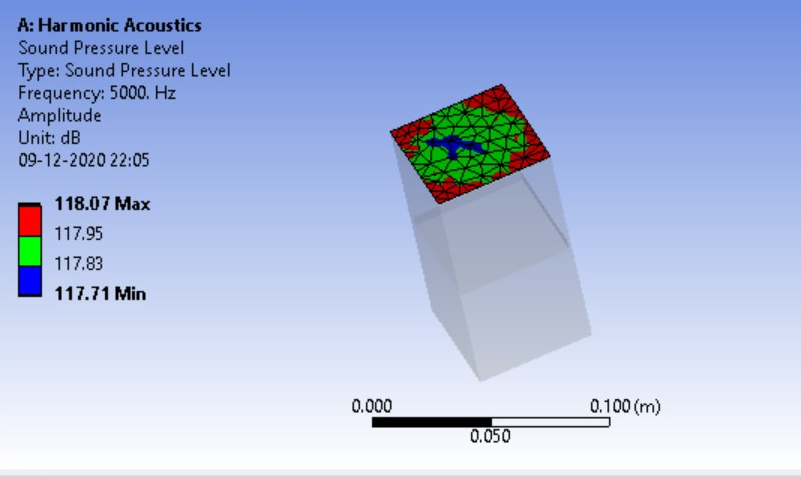 A: Harmonic Acoustics
Sound Pressure Level
Type: Sound Pressure Level
Frequency: 5000. Hz
Amplitude
Unit: dB
09-12-2020 22:05
118.07 Max
117.95
117.83
117.71 Min
0.000 0.100 (m)
0.050